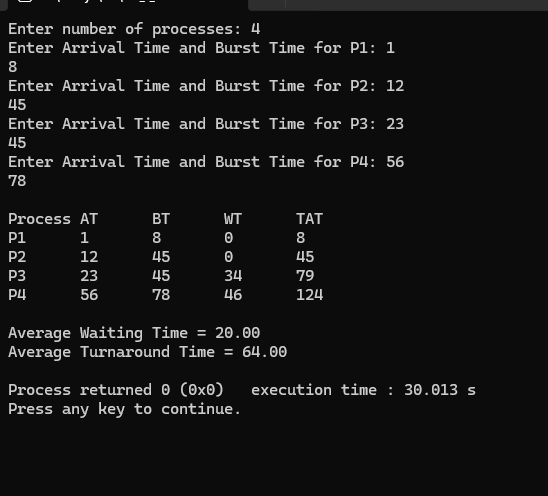 Enter number of processes: 4
Enter Arrival Time and Burst Time for P1: 1
8
Enter Arrival Time and Burst Time for P2: 12
45
Enter Arrival Time and Burst Time for P3: 23
45
Enter Arrival Time and Burst Time for P4: 56
78
Process AT BT WT TAT
P1 1 8 0 8
P2 12 45 0 45
P3 23 45 34 79
P4 56 78 46 124
Average Waiting Time = 20.00
Average Turnaround Time = 64.00
Process returned 0 (0x0) execution time : 30.013 s
Press any key to continue.